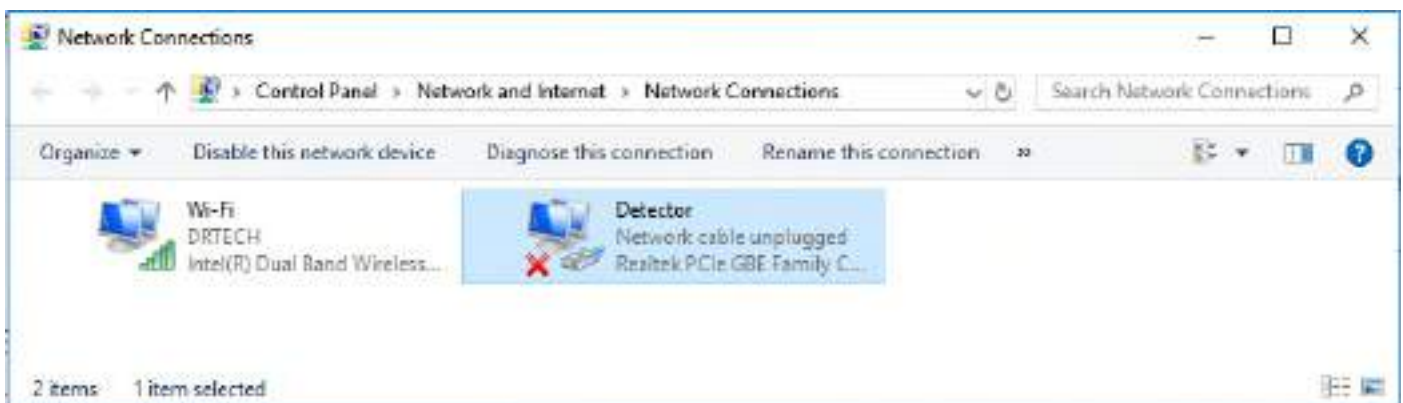 Network Connections
Control Panel > Network and Internet > Network Connections
Search Network Connections
Organize
Disable this network device
Diagnose this connection
Rename this connection
»
Wi-Fi
DRTECH
Intel(R) Dual Band Wireless...
Detector
Network cable unplugged
Realtek PCIe GBE Family C...
2 items
1 item selected